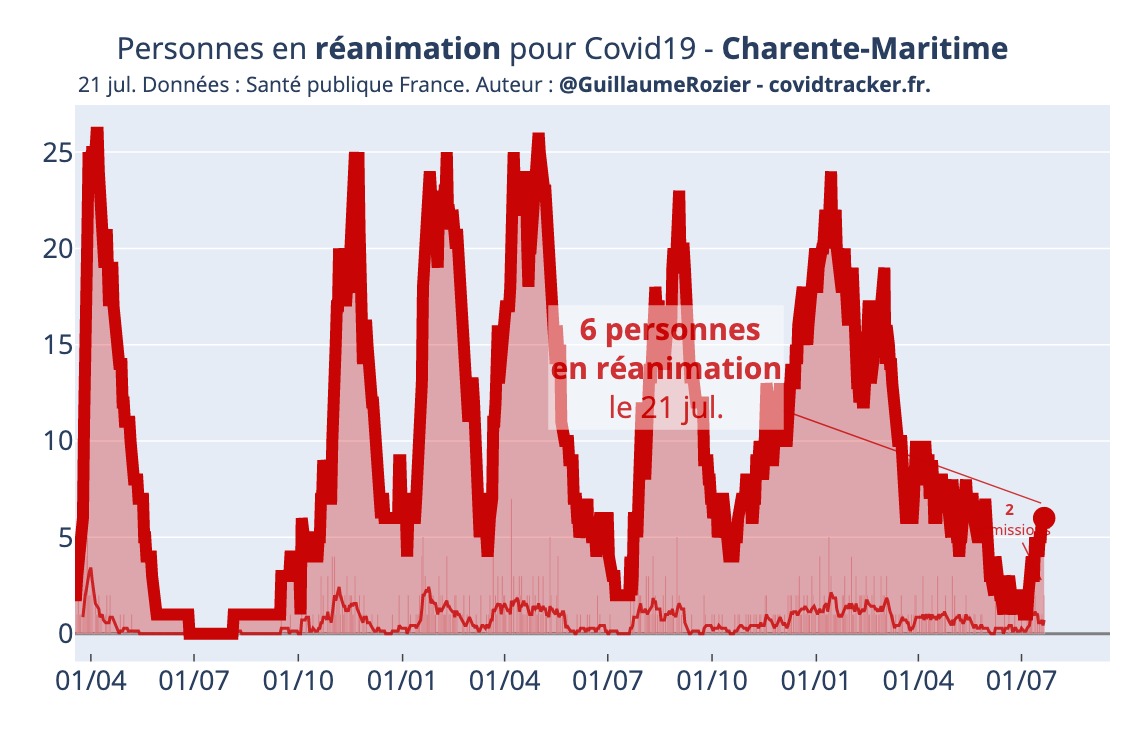 Personnes en réanimation pour Covid19 - Charente-Maritime
21 jul. Données : Santé publique France. Auteur : @GuillaumeRozier - covidtracker.fr.
25
20
15
10
5
0
6 personnes
en réanimation
le 21 jul.
2
missions
01/04 01/07 01/10 01/01 01/04 01/07 01/10 01/01 01/04 01/07